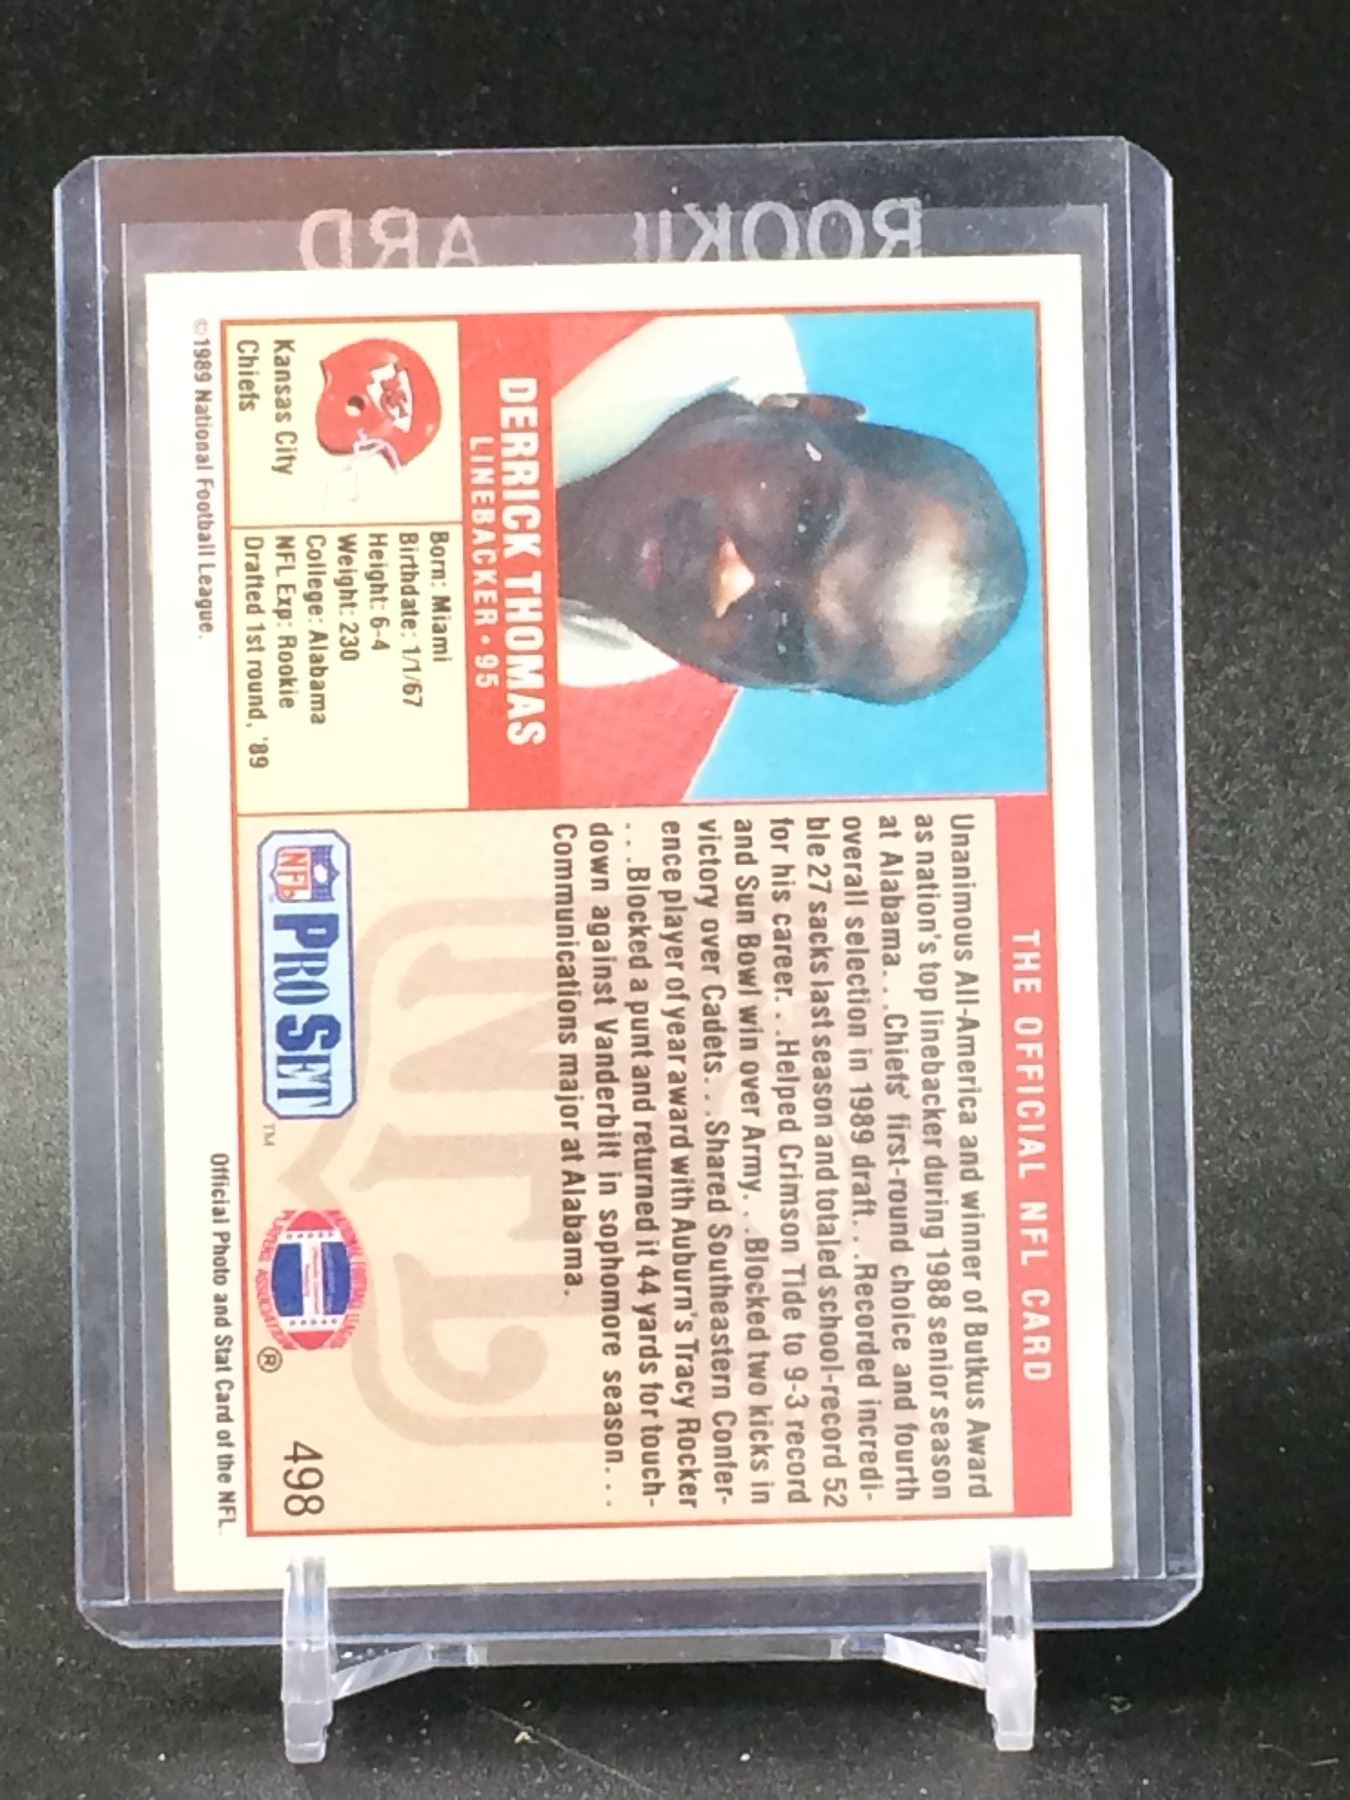 ROOKIE CARD
THE OFFICIAL NFL CARD
DERRICK THOMAS
LINEBACKER • 95
Kansas City
Chiefs
Born: Miami
Birthdate: 1/1/67
Height: 6-4
Weight: 230
College: Alabama
NFL Exp: Rookie
Drafted 1st round, '89
Unanimous All-America and winner of Butkus Award
as nation's top linebacker during 1988 senior season
at Alabama. . .Chiefs' first-round choice and fourth
overall selection in 1989 draft. . .Recorded incredi-
ble 27 sacks last season and totaled school-record 52
for his career. . .Helped Crimson Tide to 9-3 record
and Sun Bowl win over Army. . .Blocked two kicks in
victory over Cadets. . .Shared Southeastern Confer-
ence player of year award with Auburn's Tracy Rocker
. . .Blocked a punt and returned it 44 yards for touch-
down against Vanderbilt in sophomore season. . .
Communications major at Alabama.
NFL
NFL PRO SET ™
®
498
©1989 National Football League.
Official Photo and Stat Card of the NFL.